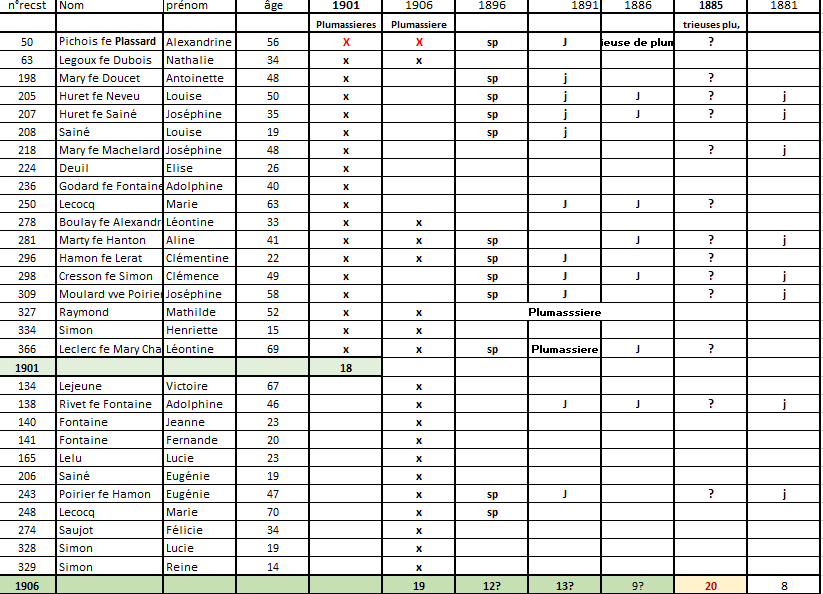 n°recst Nom prénom âge 1901 1906 1896 1891 1886 1885 1881
Plumassieres Plumassiere trieuses plu,
50 Pichois fe Plassard Alexandrine 56 X X sp J ieuse de plum ?
63 Legoux fe Dubois Nathalie 34 x x
198 Mary fe Doucet Antoinette 48 x sp j ?
205 Huret fe Neveu Louise 50 x sp j J ? j
207 Huret fe Sainé Joséphine 35 x sp j J ? j
208 Sainé Louise 19 x sp j
218 Mary fe Machelard Joséphine 48 x ? j
224 Deuil Elise 26 x
236 Godard fe Fontaine Adolphine 40 x
250 Lecocq Marie 63 x J J ?
278 Boulay fe Alexandr Léontine 33 x x
281 Marty fe Hanton Aline 41 x x sp J ? j
296 Hamon fe Lerat Clémentine 22 x x sp J ?
298 Cresson fe Simon Clémence 49 x sp J J ? j
309 Moulard vve Poirier Joséphine 58 x sp J ? j
327 Raymond Mathilde 52 x x Plumasssiere
334 Simon Henriette 15 x x
366 Leclerc fe Mary Cha Léontine 69 x x sp Plumassiere J ?
1901 18
134 Lejeune Victoire 67 x
138 Rivet fe Fontaine Adolphine 46 x J J ? j
140 Fontaine Jeanne 23 x
141 Fontaine Fernande 20 x
165 Lelu Lucie 23 x
206 Sainé Eugénie 19 x
243 Poirier fe Hamon Eugénie 47 x sp J ? j
248 Lecocq Marie 70 x sp
274 Saujot Félicie 34 x
328 Simon Lucie 19 x
329 Simon Reine 14 x
1906 19 12? 13? 9? 20 8